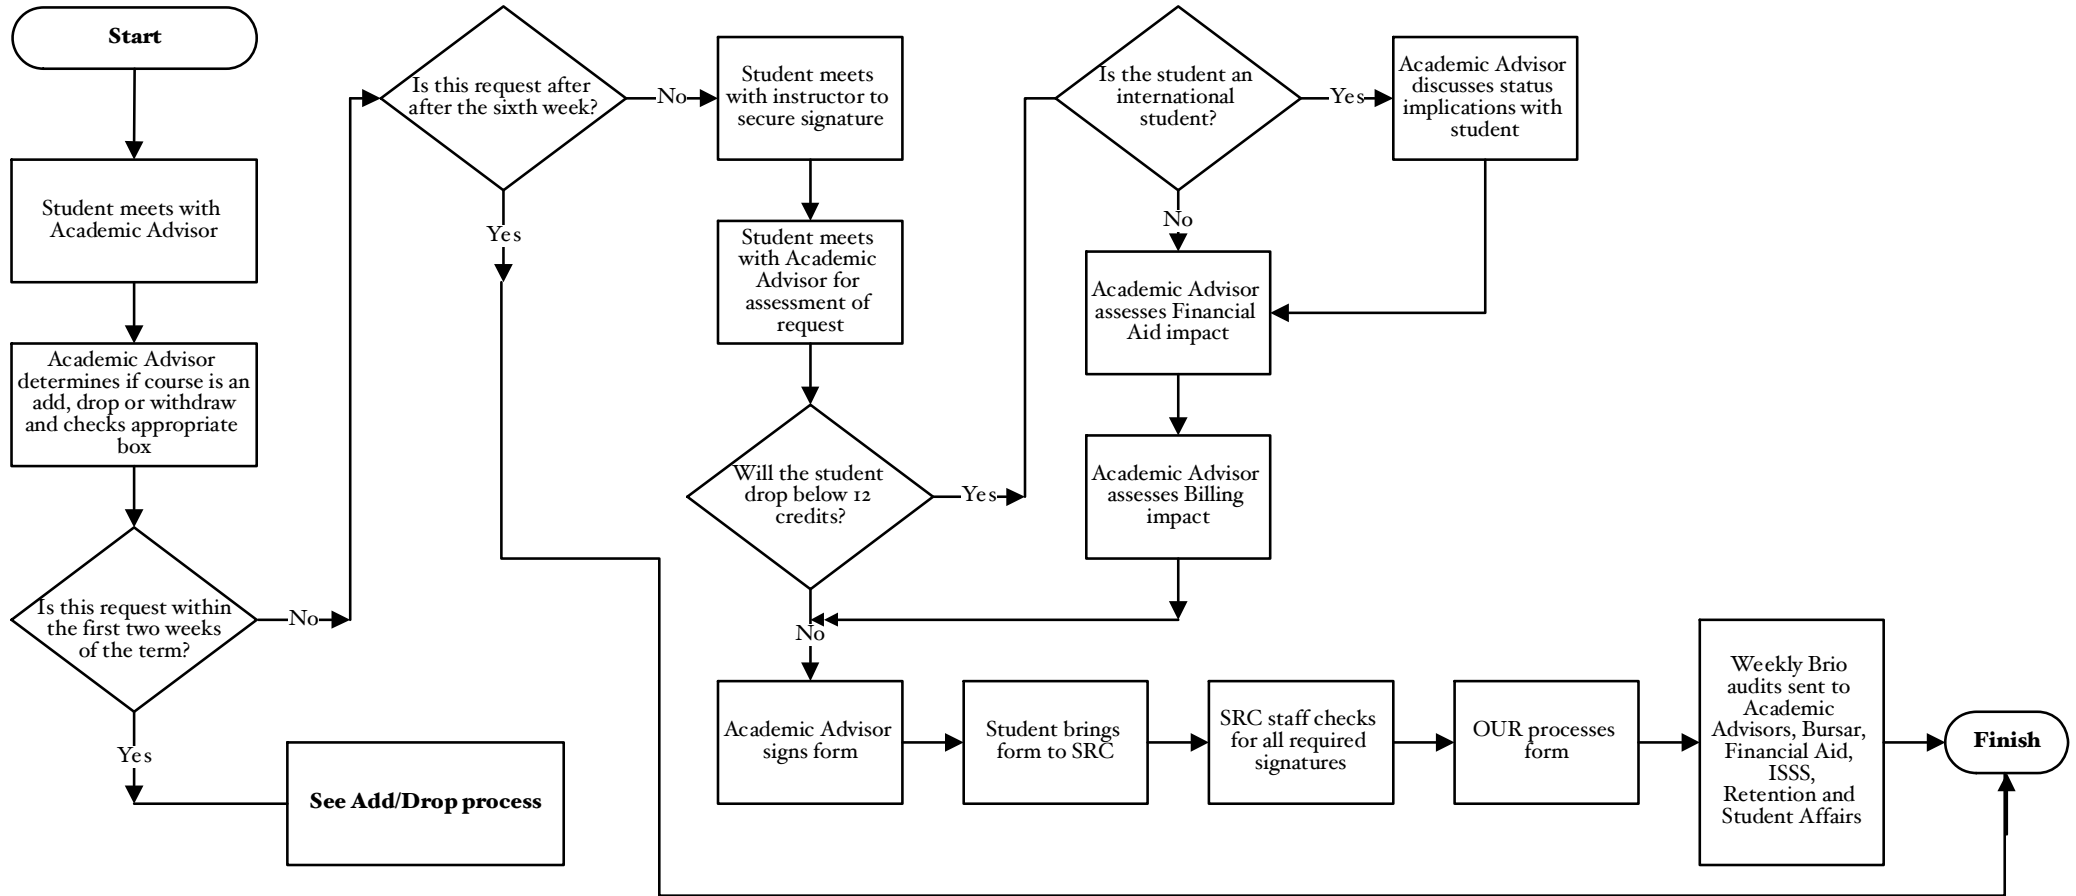 Start
Student meets with
Academic Advisor
Academic Advisor
determines if course is an
add, drop or withdraw
and checks appropriate
box
Is this request within
the first two weeks
of the term?
No
Yes
See Add/Drop process
Is this request after
after the sixth week?
No
Yes
Student meets
with instructor to
secure signature
Student meets
with Academic
Advisor for
assessment of
request
Will the student
drop below 12
credits?
Yes
No
Is the student an
international
student?
Yes
No
Academic Advisor
discusses status
implications with
student
Academic Advisor
assesses Financial
Aid impact
Academic Advisor
assesses Billing
impact
Academic Advisor
signs form
Student brings
form to SRC
SRC staff checks
for all required
signatures
OUR processes
form
Weekly Brio
audits sent to
Academic
Advisors, Bursar,
Financial Aid,
ISSS,
Retention and
Student Affairs
Finish